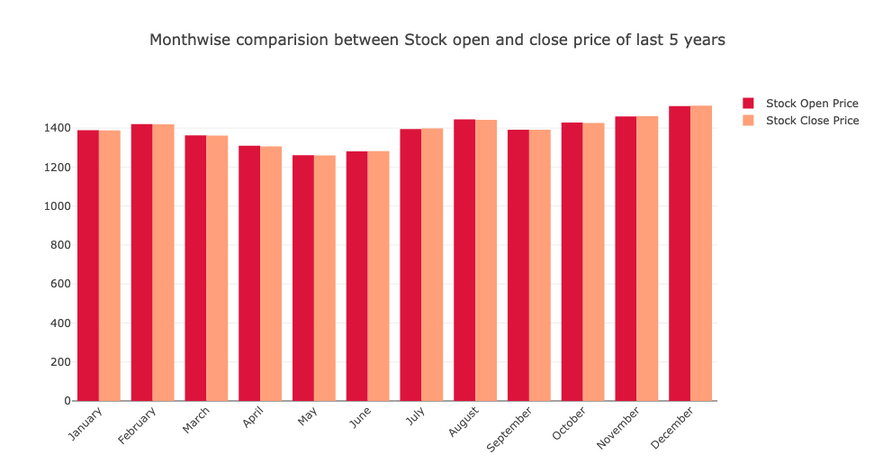 Monthwise comparision between Stock open and close price of last 5 years
Stock Open Price
Stock Close Price
1400
1200
1000
800
600
400
200
0
January
February
March
April
May
June
July
August
September
October
November
December